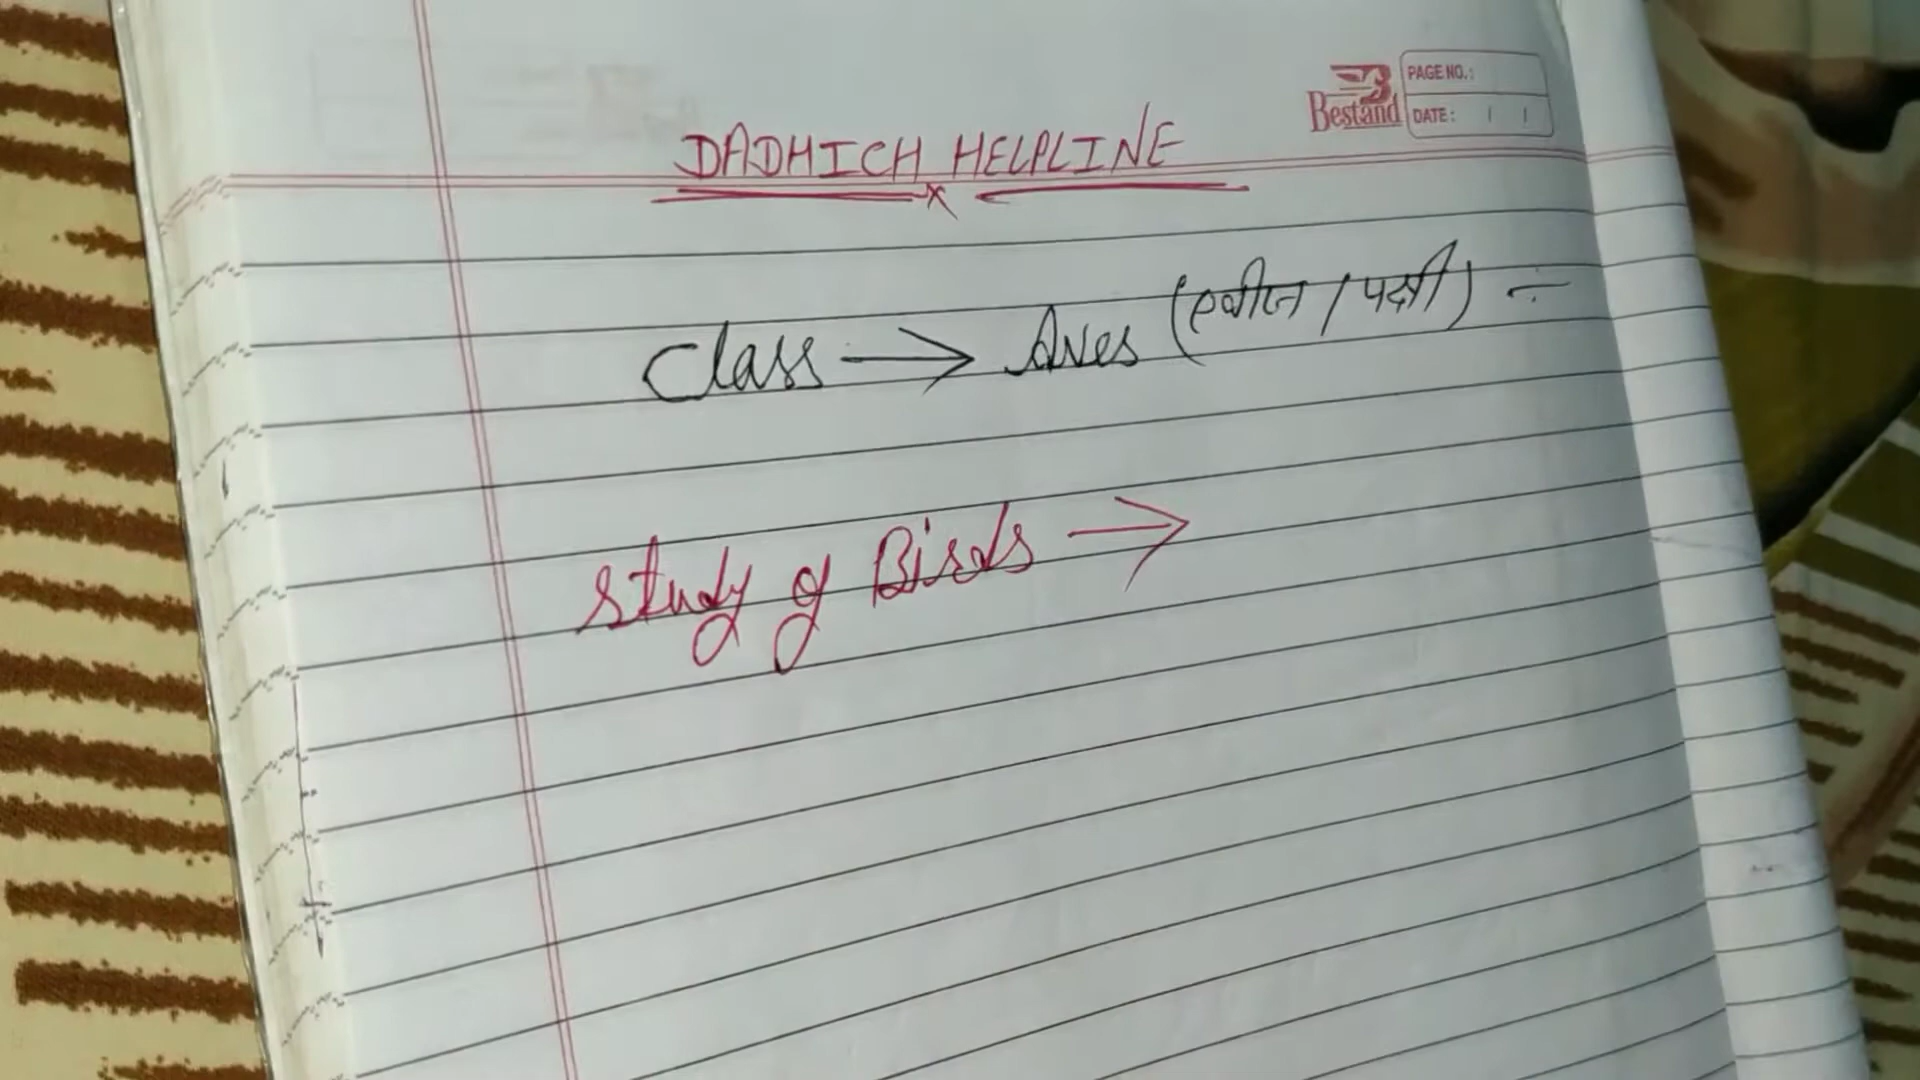 Bestand
PAGE NO.:
DATE: / /
DADHICH HELPLINE
x
Class → Aves (एवीज / पक्षी) ÷
Study of Birds →